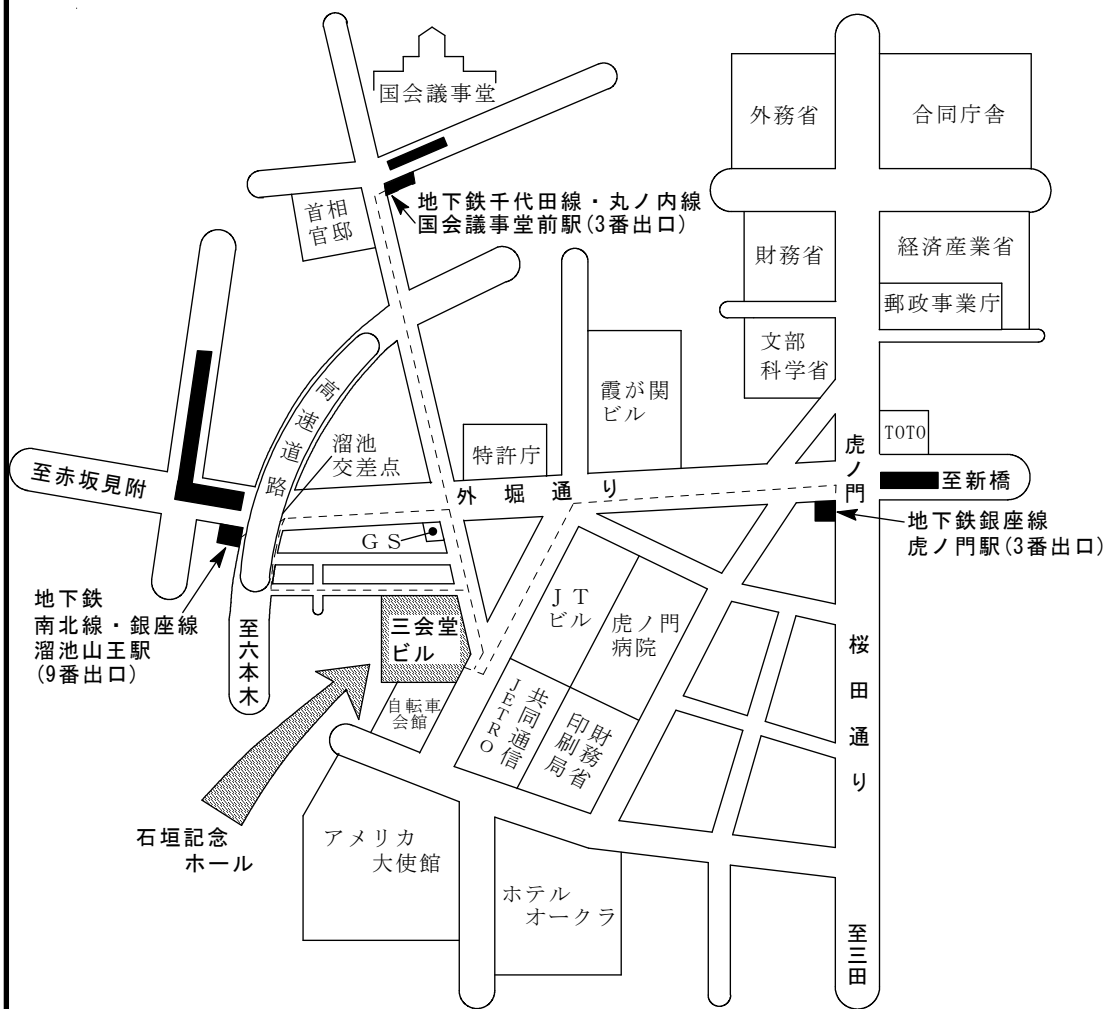 国会議事堂
外務省
合同庁舎
地下鉄千代田線・丸ノ内線
国会議事堂前駅(3番出口)
首相
官邸
財務省
経済産業省
郵政事業庁
文部
科学省
霞が関
ビル
高速道路
溜池
交差点
特許庁
TOTO
虎ノ門
至赤坂見附
外堀通り
至新橋
GS
地下鉄銀座線
虎ノ門駅(3番出口)
地下鉄
南北線・銀座線
溜池山王駅
(9番出口)
至六本木
三会堂
ビル
JT
ビル
虎ノ門
病院
桜田通り
自転車
会館
共同通信
JETRO
財務省
印刷局
石垣記念
ホール
アメリカ
大使館
ホテル
オークラ
至三田